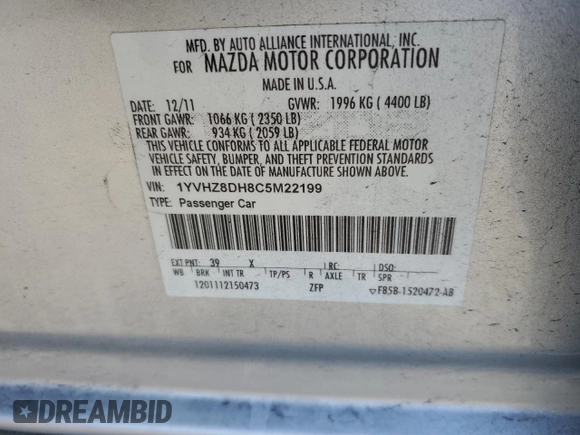 MFD. BY AUTO ALLIANCE INTERNATIONAL, INC.
FOR MAZDA MOTOR CORPORATION
MADE IN U.S.A.
DATE: 12/11 GVWR: 1996 KG ( 4400 LB)
FRONT GAWR: 1066 KG ( 2350 LB)
REAR GAWR: 934 KG ( 2059 LB)
THIS VEHICLE CONFORMS TO ALL APPLICABLE FEDERAL MOTOR
VEHICLE SAFETY, BUMPER, AND THEFT PREVENTION STANDARDS
IN EFFECT ON THE DATE OF MANUFACTURE SHOWN ABOVE.
VIN: 1YVHZ8DH8C5M22199
TYPE: Passenger Car
EXT PNT: 39 X RC: DSO:
WB BRK INT TR TP/PS R AXLE TR SPR
1201112150473 ZFP ▽F85B-1520472-AB
DREAMBID